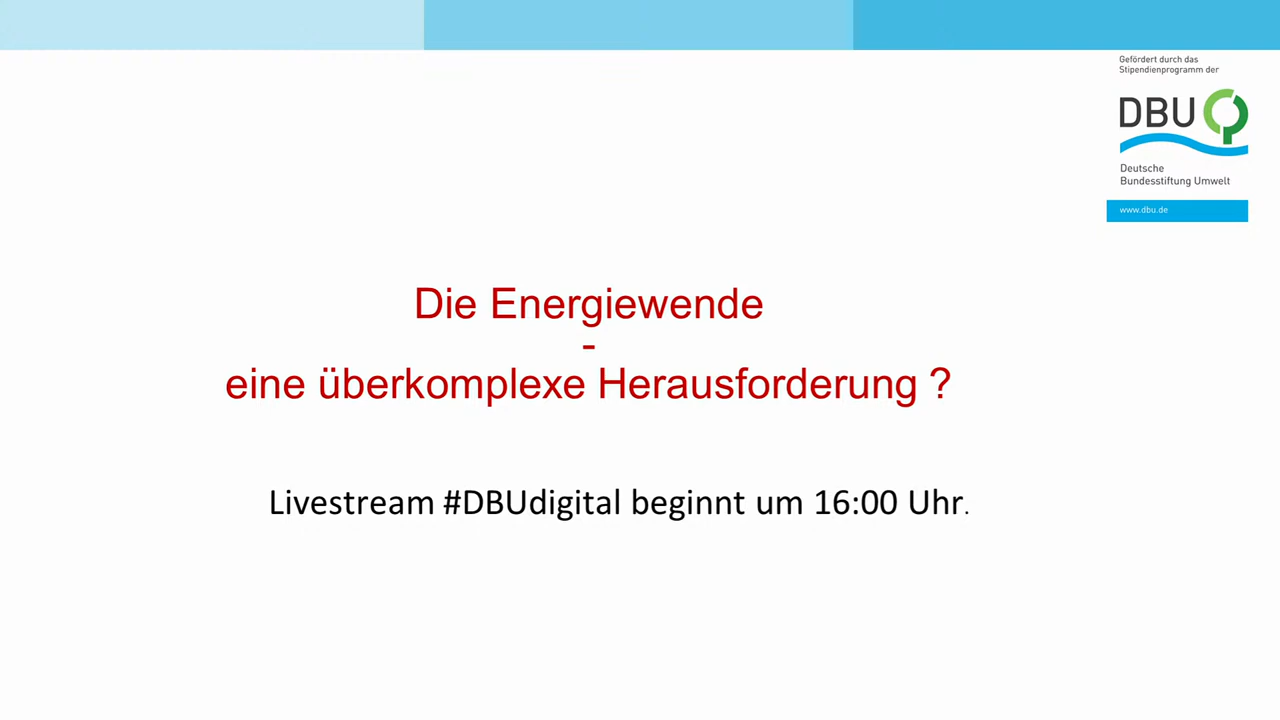 Gefördert durch das
Stipendienprogramm der
DBU
Deutsche
Bundesstiftung Umwelt
www.dbu.de
Die Energiewende
-
eine überkomplexe Herausforderung ?
Livestream #DBUdigital beginnt um 16:00 Uhr.